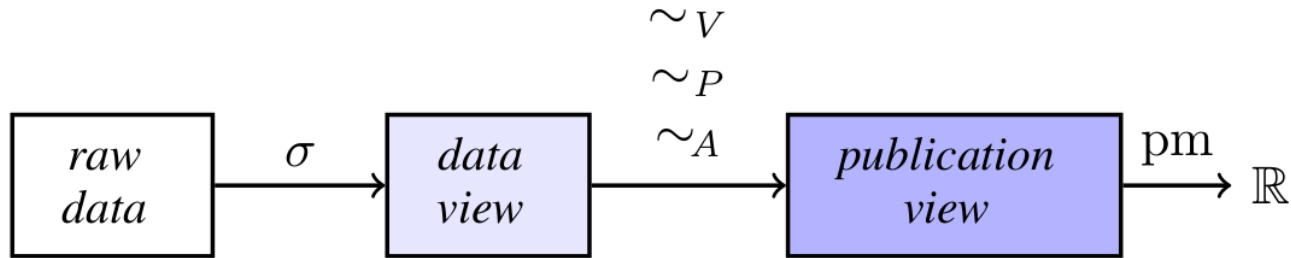 ∼V
∼P
∼A
raw
data
σ
data
view
publication
view
pm
ℝ